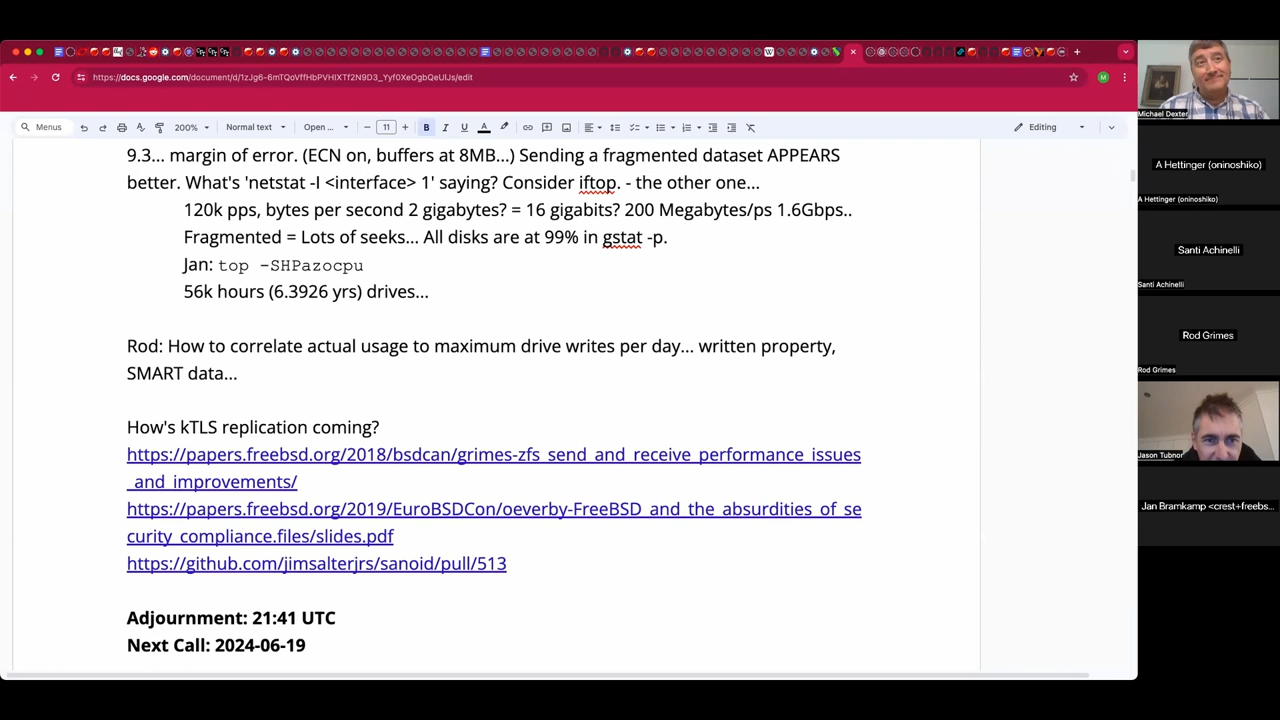 https://docs.google.com/document/d/1zJg6-6mTQoVffHbPVHIXTf2N9D3_Yyf0XeOgbQeUIJs/edit
M
Menus
200%
Normal text
Open ...
11
B
I
U
A
Editing
9.3... margin of error. (ECN on, buffers at 8MB...) Sending a fragmented dataset APPEARS
better. What's 'netstat -I <interface> 1' saying? Consider iftop. - the other one...
120k pps, bytes per second 2 gigabytes? = 16 gigabits? 200 Megabytes/ps 1.6Gbps..
Fragmented = Lots of seeks... All disks are at 99% in gstat -p.
Jan: top -SHPazocpu
56k hours (6.3926 yrs) drives...
Rod: How to correlate actual usage to maximum drive writes per day... written property,
SMART data...
How's kTLS replication coming?
https://papers.freebsd.org/2018/bsdcan/grimes-zfs_send_and_receive_performance_issues
_and_improvements/
https://papers.freebsd.org/2019/EuroBSDCon/oeverby-FreeBSD_and_the_absurdities_of_se
curity_compliance.files/slides.pdf
https://github.com/jimsalterjrs/sanoid/pull/513
Adjournment: 21:41 UTC
Next Call: 2024-06-19
Michael Dexter
A Hettinger (oninoshiko)
A Hettinger (oninoshiko)
Santi Achinelli
Santi Achinelli
Rod Grimes
Rod Grimes
Jason Tubnor
Jan Bramkamp <crest+freebs...